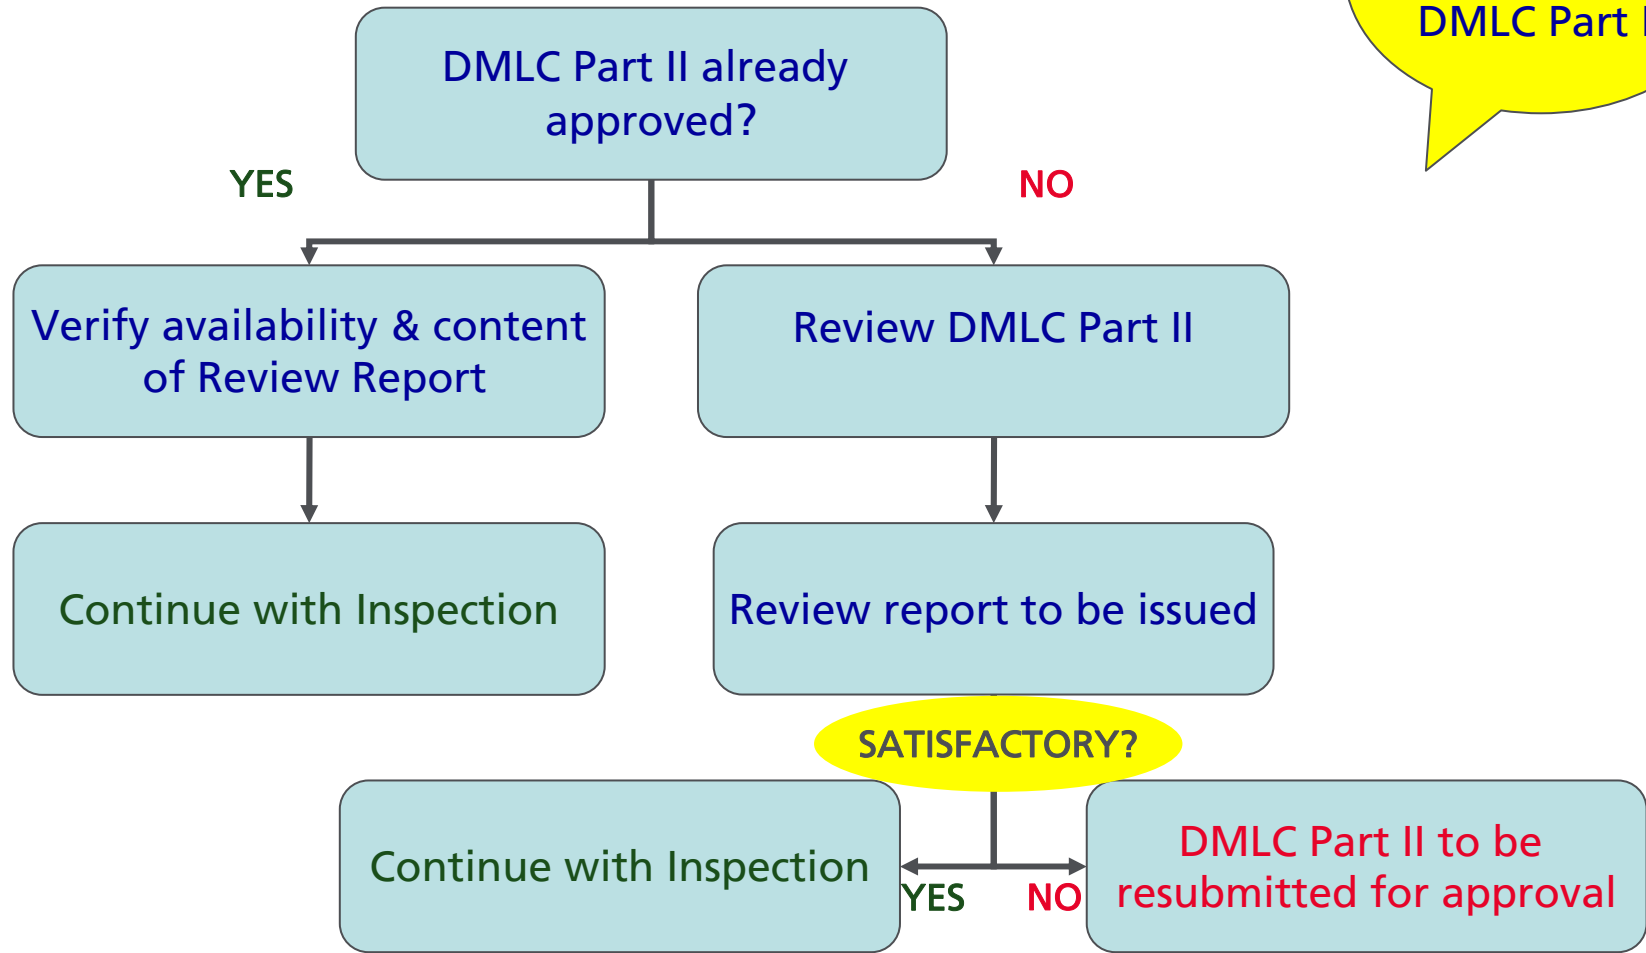 DMLC Part
DMLC Part II already
approved?
YES
NO
Verify availability & content
of Review Report
Review DMLC Part II
Continue with Inspection
Review report to be issued
SATISFACTORY?
Continue with Inspection
YES
NO
DMLC Part II to be
resubmitted for approval